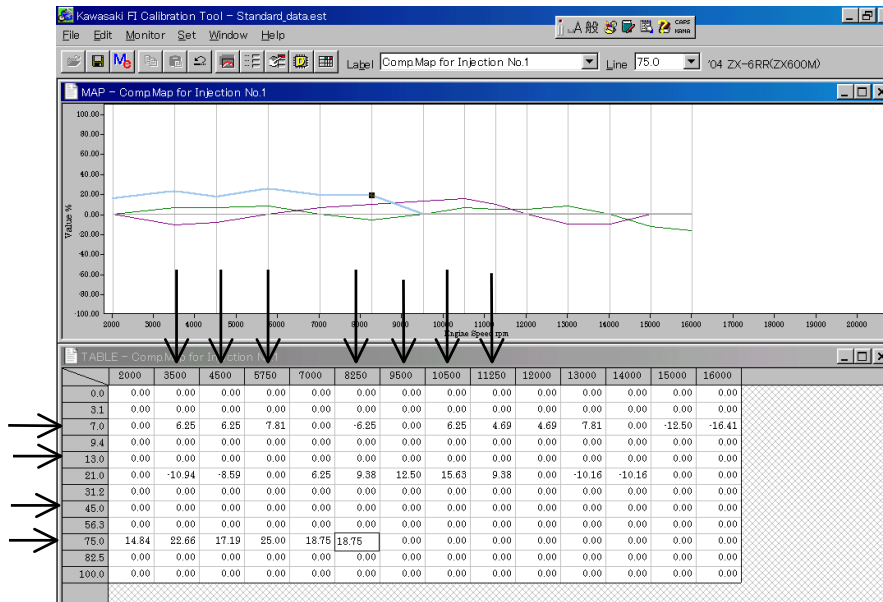 Kawasaki FI Calibration Tool - Standard_data.est
File Edit Monitor Set Window Help
A 般 CAPS
KANA
Label Comp.Map for Injection No.1 Line 75.0 '04 ZX-6RR(ZX600M)
MAP - Comp.Map for Injection No.1
100.00
80.00
60.00
40.00
20.00
0.00
-20.00
-40.00
-60.00
-80.00
-100.00
Value %
2000 3000 4000 5000 6000 7000 8000 9000 10000 11000 12000 13000 14000 15000 16000 17000 18000 19000 20000
Engine Speed rpm
TABLE - Comp.Map for Injection No.1
2000 3500 4500 5750 7000 8250 9500 10500 11250 12000 13000 14000 15000 16000
0.0 0.00 0.00 0.00 0.00 0.00 0.00 0.00 0.00 0.00 0.00 0.00 0.00 0.00 0.00
3.1 0.00 0.00 0.00 0.00 0.00 0.00 0.00 0.00 0.00 0.00 0.00 0.00 0.00 0.00
7.0 0.00 6.25 6.25 7.81 0.00 -6.25 0.00 6.25 4.69 4.69 7.81 0.00 -12.50 -16.41
9.4 0.00 0.00 0.00 0.00 0.00 0.00 0.00 0.00 0.00 0.00 0.00 0.00 0.00 0.00
13.0 0.00 0.00 0.00 0.00 0.00 0.00 0.00 0.00 0.00 0.00 0.00 0.00 0.00 0.00
21.0 0.00 -10.94 -8.59 0.00 6.25 9.38 12.50 15.63 9.38 0.00 -10.16 -10.16 0.00 0.00
31.2 0.00 0.00 0.00 0.00 0.00 0.00 0.00 0.00 0.00 0.00 0.00 0.00 0.00 0.00
45.0 0.00 0.00 0.00 0.00 0.00 0.00 0.00 0.00 0.00 0.00 0.00 0.00 0.00 0.00
56.3 0.00 0.00 0.00 0.00 0.00 0.00 0.00 0.00 0.00 0.00 0.00 0.00 0.00 0.00
75.0 14.84 22.66 17.19 25.00 18.75 18.75 0.00 0.00 0.00 0.00 0.00 0.00 0.00 0.00
82.5 0.00 0.00 0.00 0.00 0.00 0.00 0.00 0.00 0.00 0.00 0.00 0.00 0.00 0.00
100.0 0.00 0.00 0.00 0.00 0.00 0.00 0.00 0.00 0.00 0.00 0.00 0.00 0.00 0.00